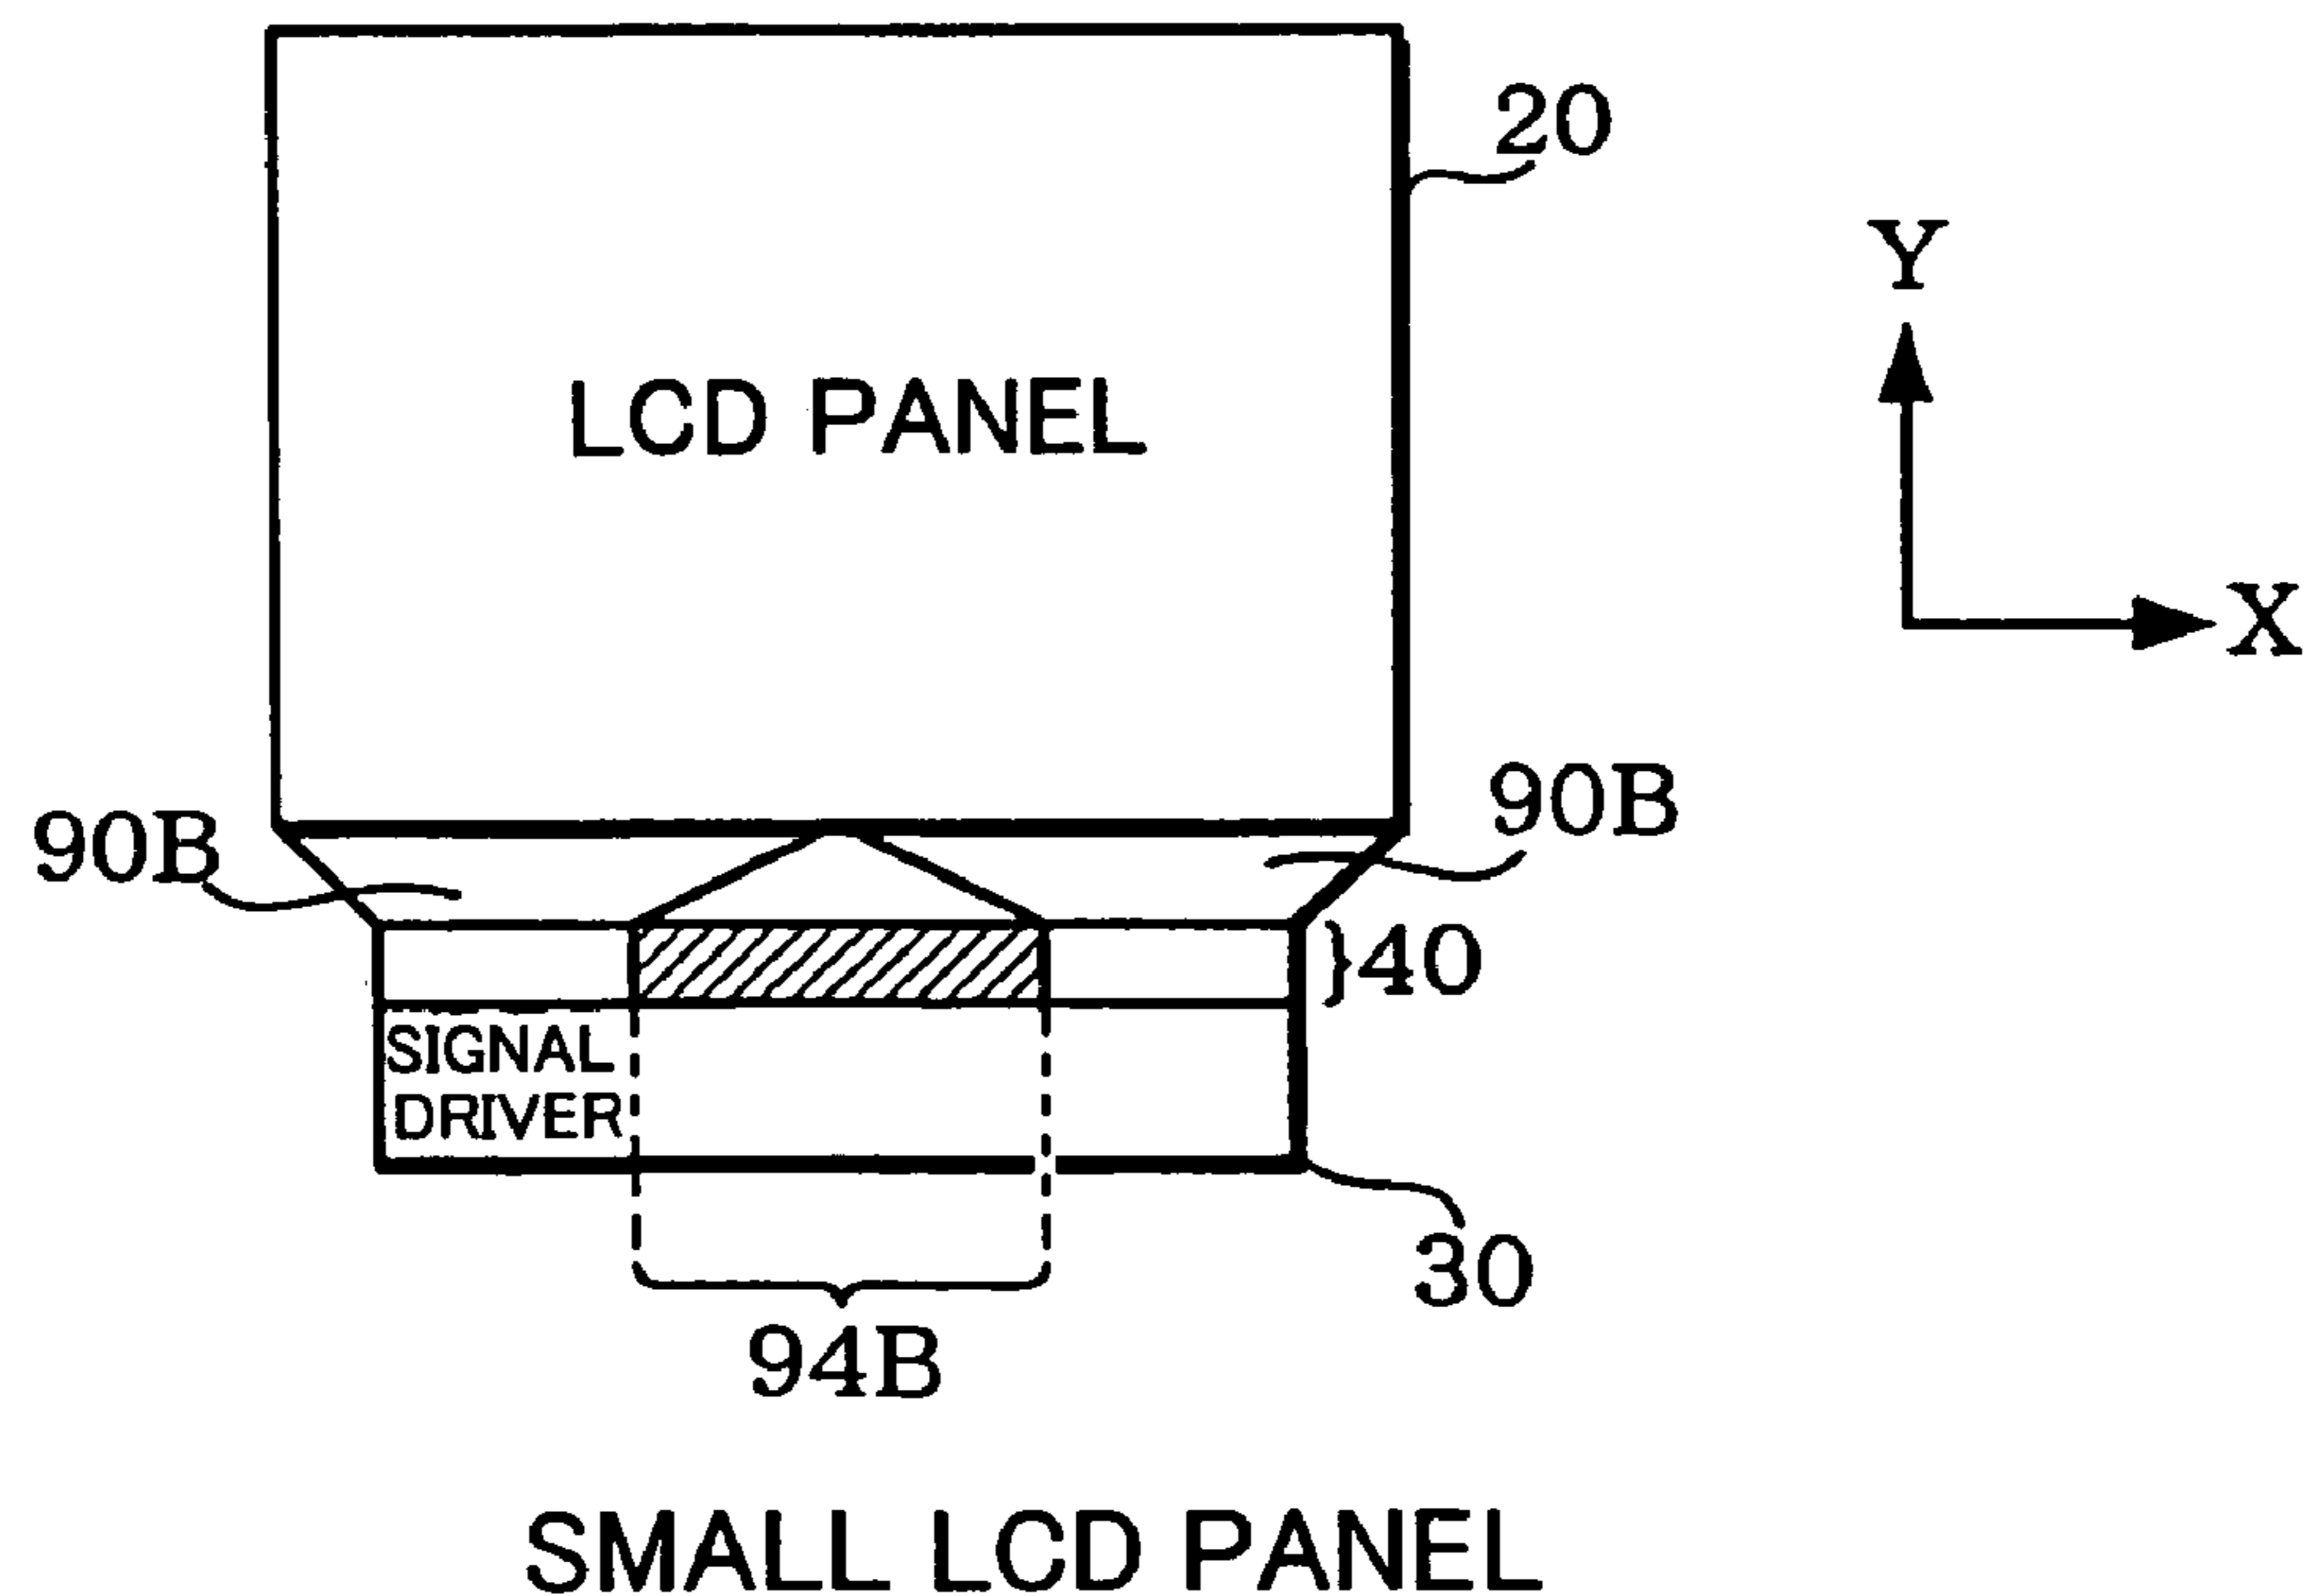 20
Y
LCD PANEL
X
90B
90B
40
SIGNAL
DRIVER
30
94B
SMALL LCD PANEL